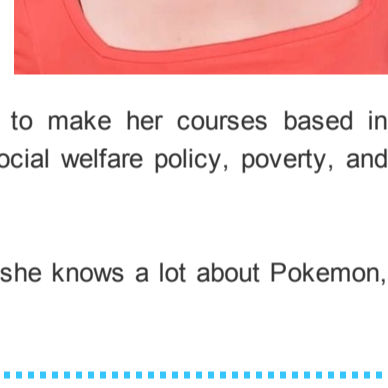 to make her courses based in
ocial welfare policy, poverty, and
she knows a lot about Pokemon,